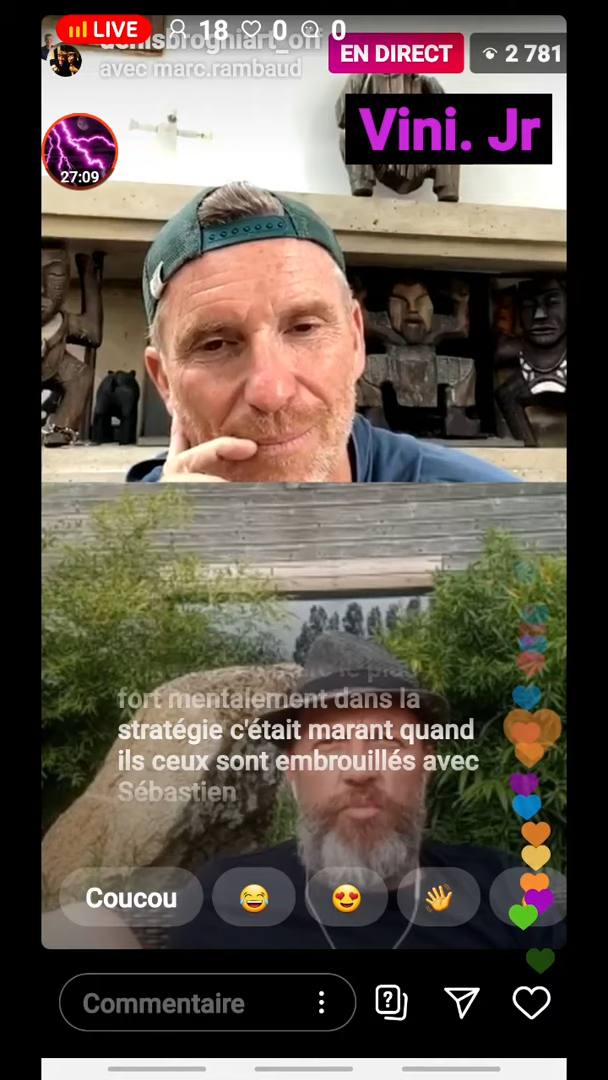 LIVE 18 0 0
denisbrogniart_off
avec marc.rambaud
EN DIRECT
2 781
Vini. Jr
27:09
fort mentalement dans la
stratégie c'était marant quand
ils ceux sont embrouillés avec
Sébastien
Coucou
Commentaire